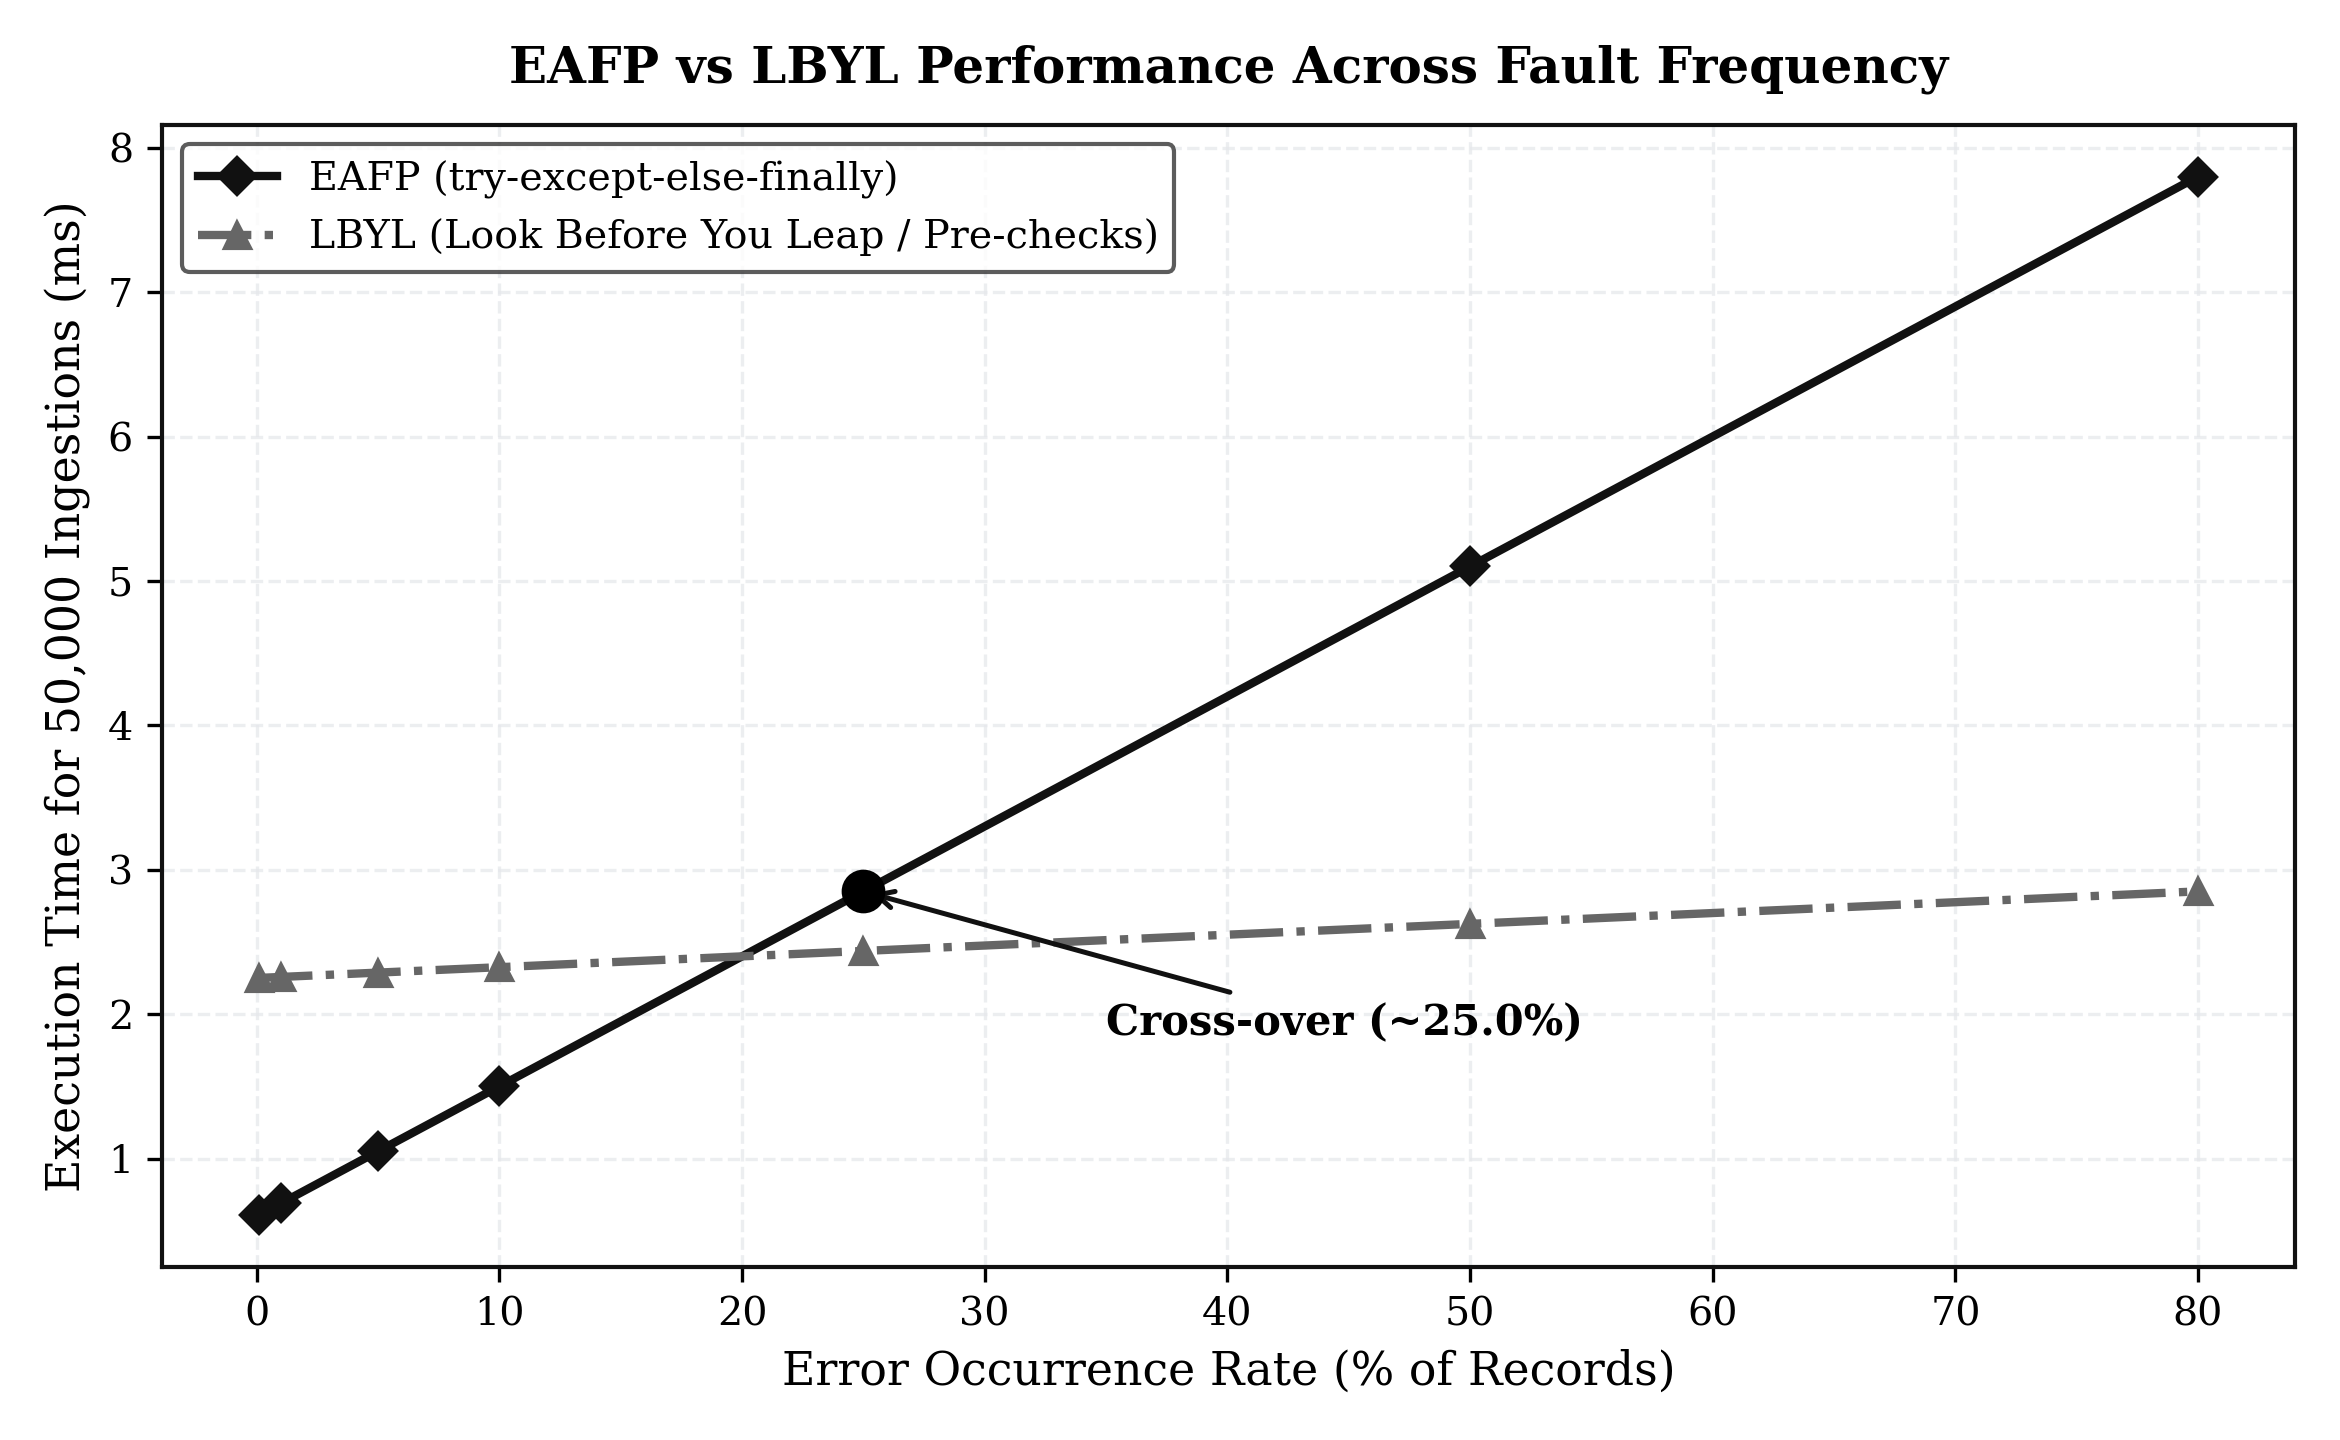 EAFP vs LBYL Performance Across Fault Frequency
EAFP (try-except-else-finally)
LBYL (Look Before You Leap / Pre-checks)
Execution Time for 50,000 Ingestions (ms)
8
7
6
5
4
3
2
1
Cross-over (~25.0%)
0 10 20 30 40 50 60 70 80
Error Occurrence Rate (% of Records)